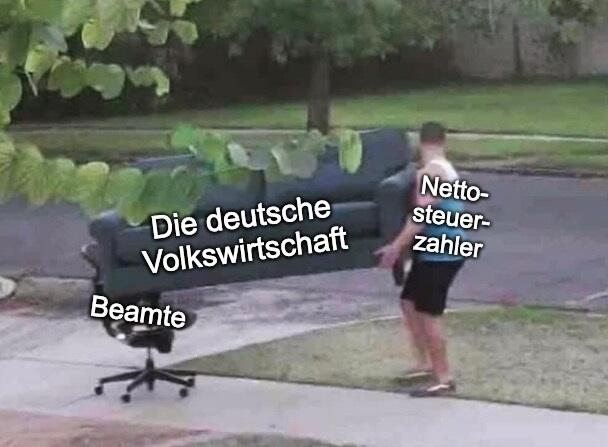 Die deutsche
Volkswirtschaft
Netto-
steuer-
zahler
Beamte